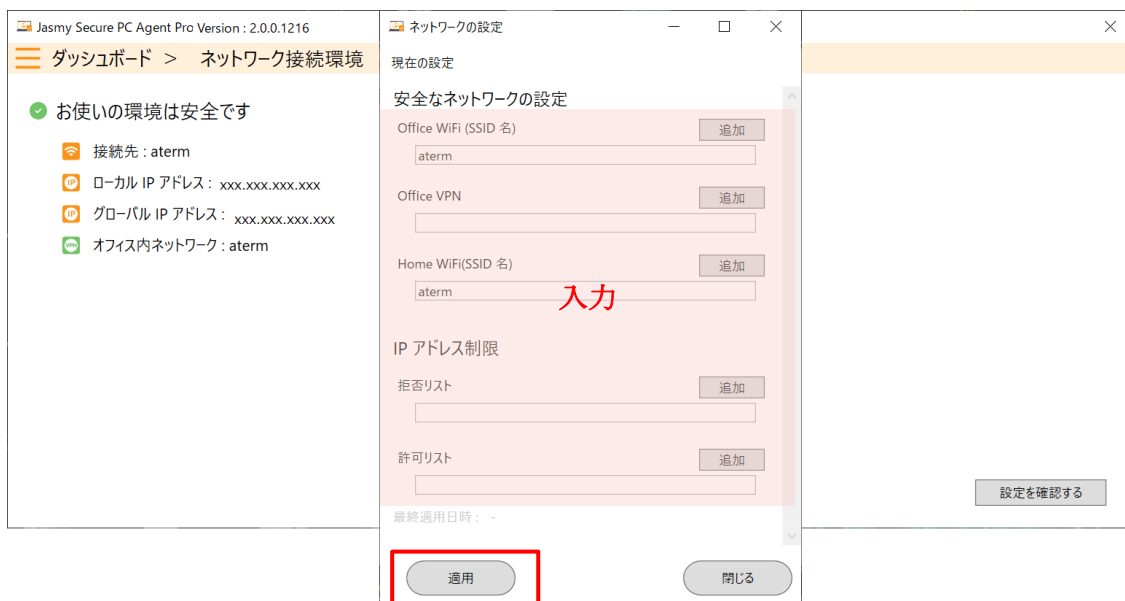 Jasmy Secure PC Agent Pro Version : 2.0.0.1216
ダッシュボード > ネットワーク接続環境
お使いの環境は安全です
接続先 : aterm
ローカル IP アドレス : xxx.xxx.xxx.xxx
グローバル IP アドレス : xxx.xxx.xxx.xxx
オフィス内ネットワーク : aterm
ネットワークの設定
現在の設定
安全なネットワークの設定
Office WiFi (SSID 名) 追加
aterm
Office VPN 追加
Home WiFi(SSID 名) 追加
aterm
入力
IP アドレス制限
拒否リスト 追加
許可リスト 追加
最終適用日時 : -
適用 閉じる
設定を確認する